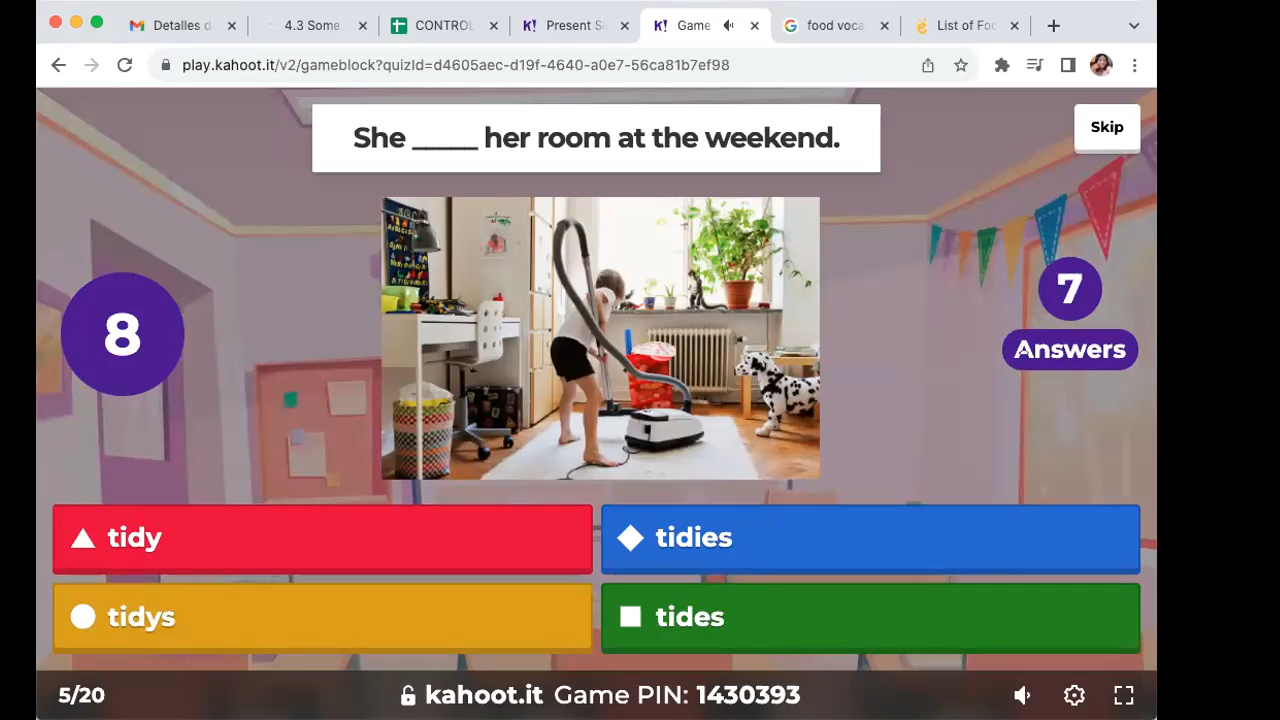 Detalles d
4.3 Some
CONTROL
K! Present Si
K! Game
food voca
List of Foo
play.kahoot.it/v2/gameblock?quizId=d4605aec-d19f-4640-a0e7-56ca81b7ef98
She _____ her room at the weekend.
Skip
8
7
Answers
tidy
tidies
tidys
tides
5/20
kahoot.it Game PIN: 1430393